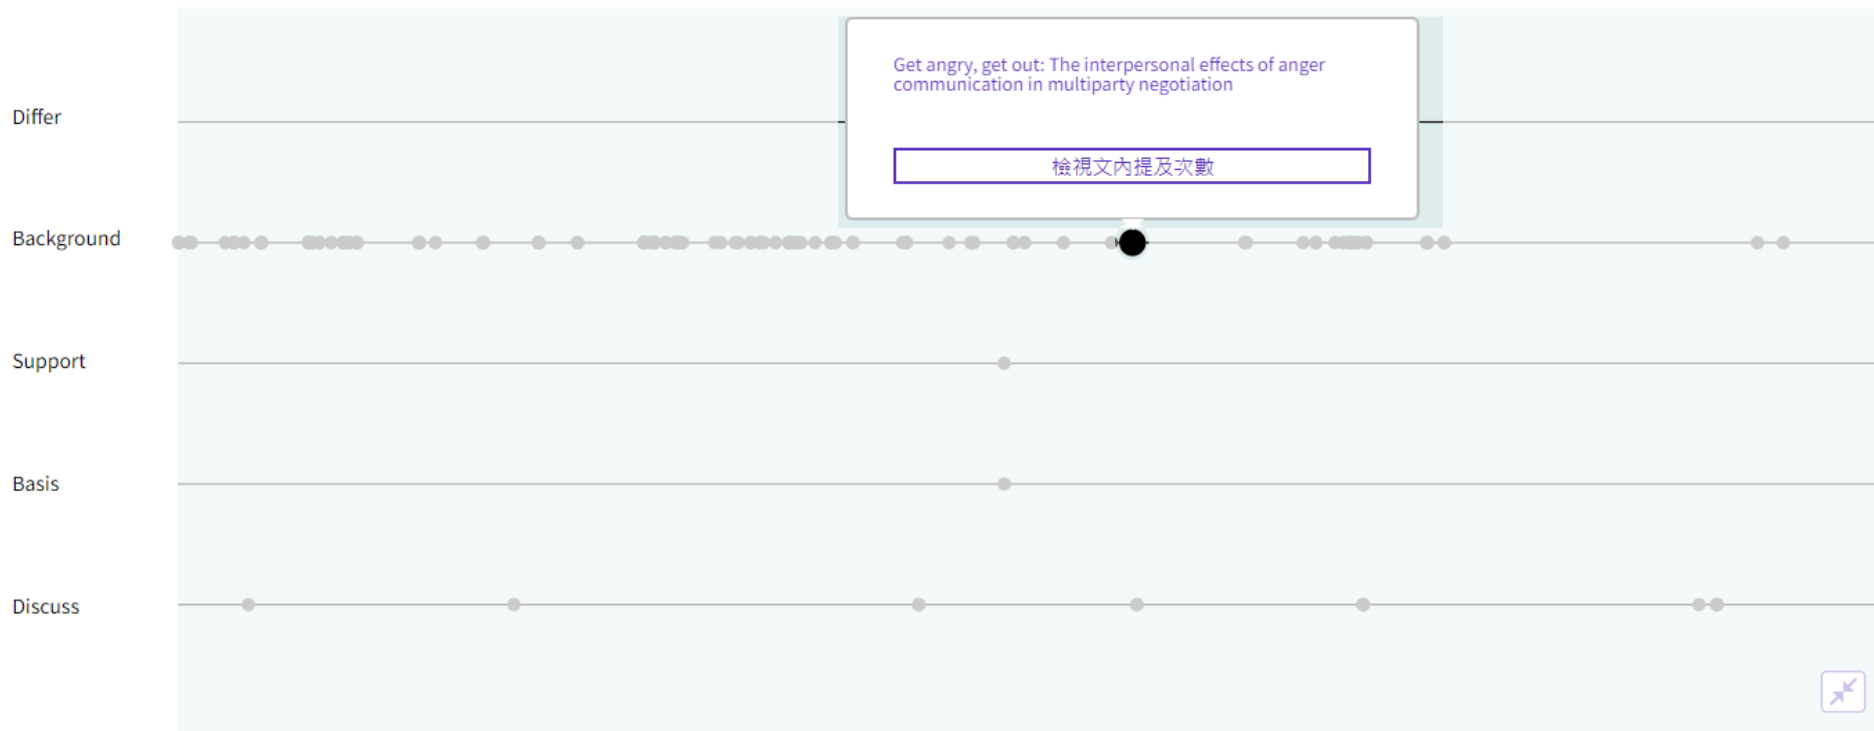 Get angry, get out: The interpersonal effects of anger
communication in multiparty negotiation
檢視文內提及次數
Differ
Background
Support
Basis
Discuss